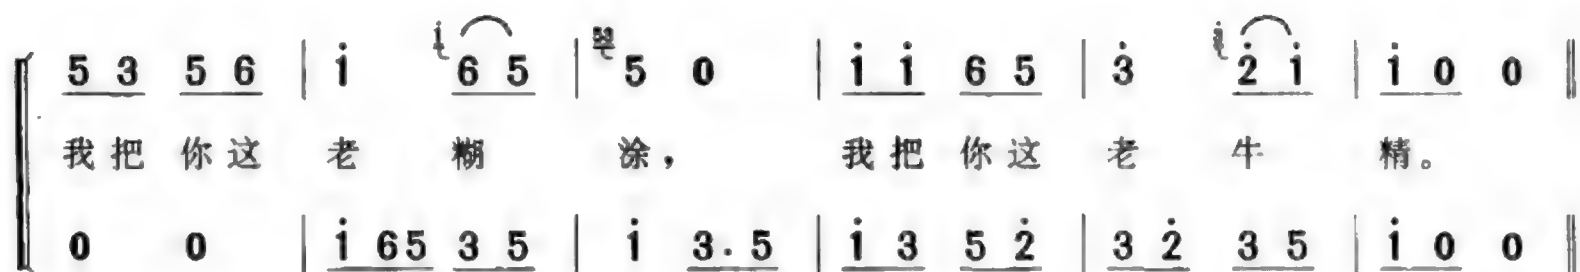 5 3 5 6 | i̇ 6 5 | 5 0 | i̇ i̇ 6 5 | 3̇ 2̇ i̇ | i̇ 0 0 ‖
我把 你这 老 糊 涂， 我把 你这 老 牛 精。
0 0 | i̇ 65 3 5 | i̇ 3. 5 | i̇ 3 5 2̇ | 3 2̇ 3 5 | i̇ 0 0 ‖